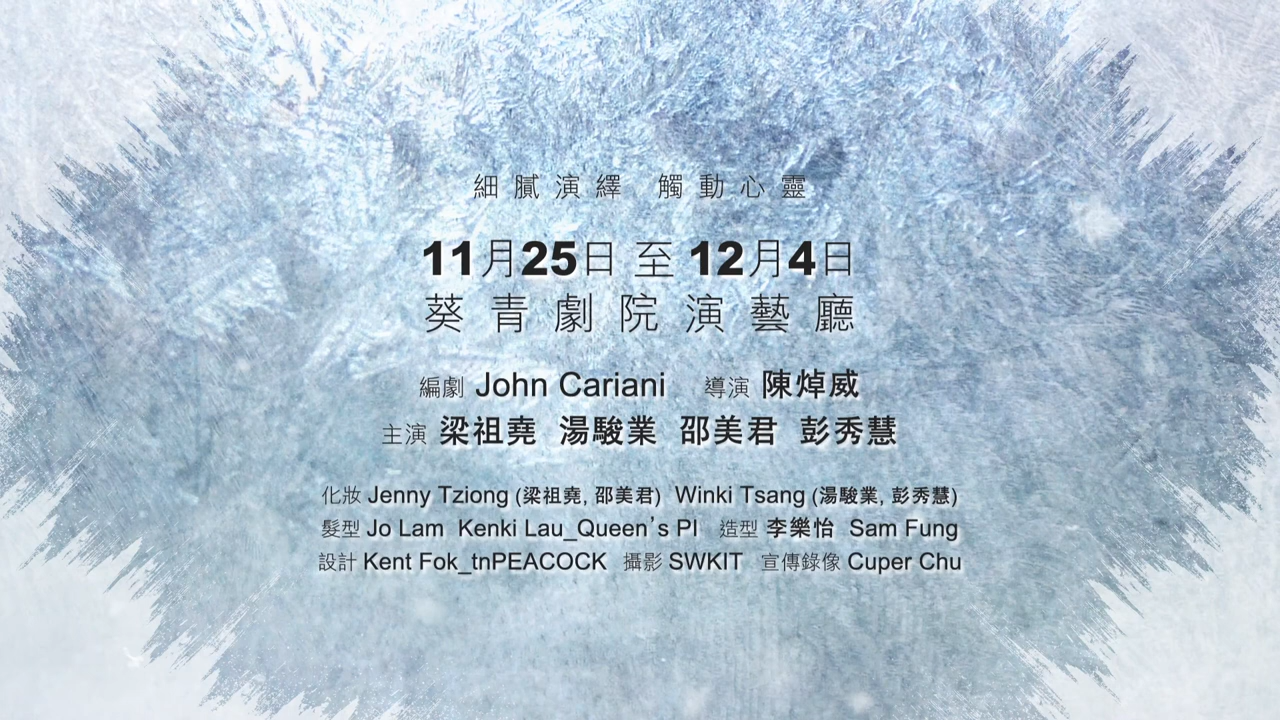 細膩演繹 觸動心靈
11月25日 至 12月4日
葵青劇院演藝廳
編劇 John Cariani 導演 陳焯威
主演 梁祖堯 湯駿業 邵美君 彭秀慧
化妝 Jenny Tziong (梁祖堯, 邵美君) Winki Tsang (湯駿業, 彭秀慧)
髮型 Jo Lam Kenki Lau_Queen's PI 造型 李樂怡 Sam Fung
設計 Kent Fok_tnPEACOCK 攝影 SWKIT 宣傳錄像 Cuper Chu